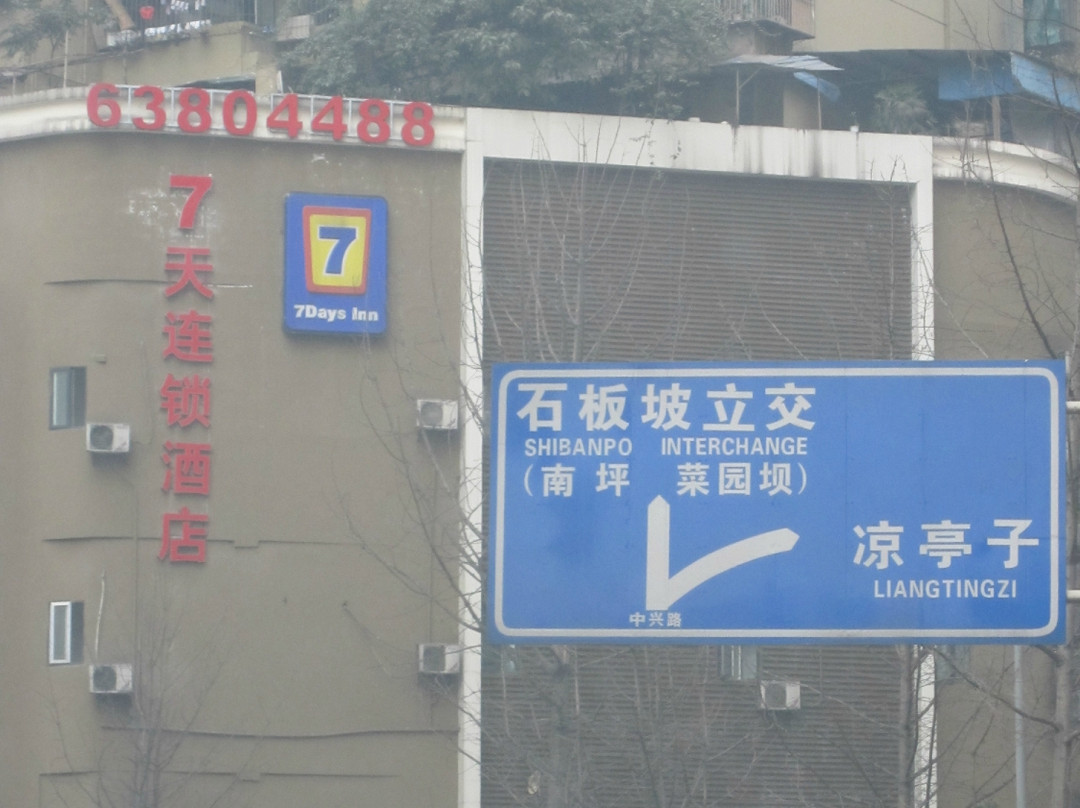 63804488
7天连锁酒店
7
7Days Inn
石板坡立交
SHIBANPO INTERCHANGE
(南坪 菜园坝)
凉亭子
LIANGTINGZI
中兴路